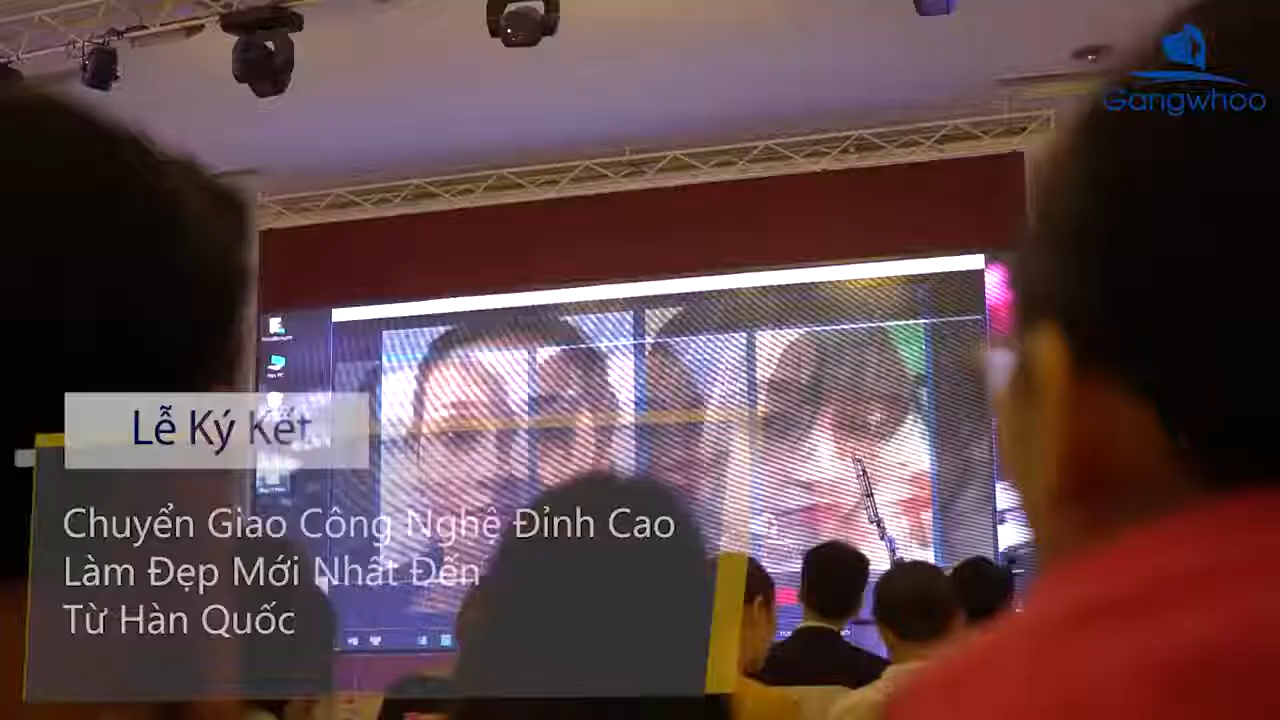 Gangwhoo
Lễ Ký Kết
Chuyển Giao Công Nghệ Đỉnh Cao
Làm Đẹp Mới Nhất Đến
Từ Hàn Quốc